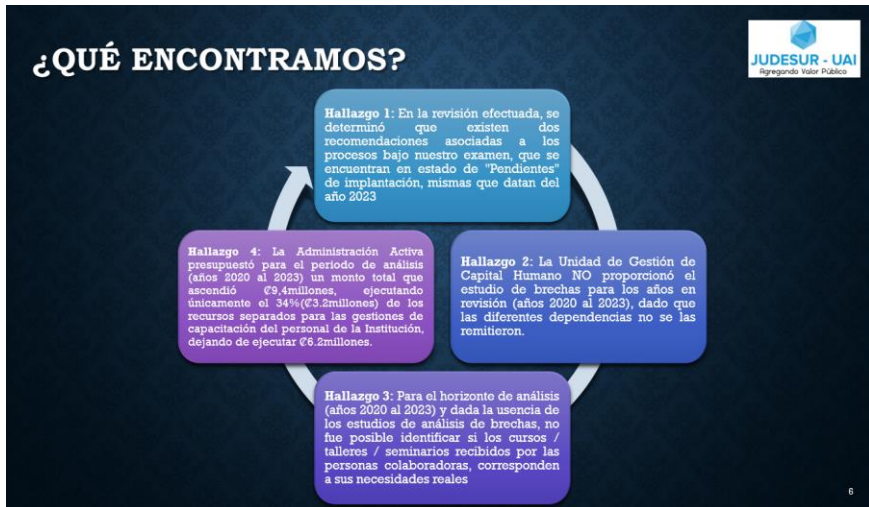 ¿QUÉ ENCONTRAMOS?
JUDESUR - UAI
Agregando Valor Público
Hallazgo 1: En la revisión efectuada, se
determinó que existen dos
recomendaciones asociadas a los
procesos bajo nuestro examen, que se
encuentran en estado de "Pendientes"
de implantación, mismas que datan del
año 2023
Hallazgo 2: La Unidad de Gestión de
Capital Humano NO proporcionó el
estudio de brechas para los años en
revisión (años 2020 al 2023), dado que
las diferentes dependencias no se las
remitieron.
Hallazgo 3: Para el horizonte de análisis
(años 2020 al 2023) y dada la usencia de
los estudios de análisis de brechas, no
fue posible identificar si los cursos /
talleres / seminarios recibidos por las
personas colaboradoras, corresponden
a sus necesidades reales
Hallazgo 4: La Administración Activa
presupuestó para el periodo de análisis
(años 2020 al 2023) un monto total que
ascendió ₡9,4millones, ejecutando
únicamente el 34%(₡3.2millones) de los
recursos separados para las gestiones de
capacitación del personal de la Institución,
dejando de ejecutar ₡6.2millones.
6